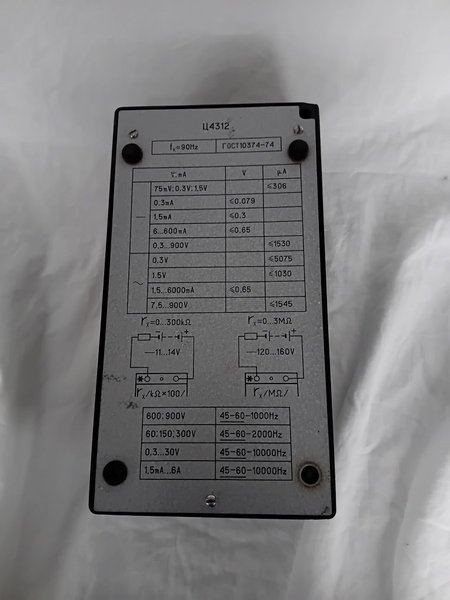 Ц4312
fₓ=90Hz ГОСТ10374-74
V, mA V µA
75mV; 0.3V; 1,5V ≤306
0.3mA ≤0.079
1,5mA ≤0.3
6...600mA ≤0.65
— 0,3...900V ≤1530
0.3V ≤5075
1.5V ≤1030
~ 1,5...6000mA ≤0,65
7.5...900V ≤1545
rₓ=0...300kΩ rₓ=0...3MΩ
− + − +
—11...14V —120...160V
* *
rₓ/kΩ×100/ rₓ/MΩ/
600; 900V 45-60-1000Hz
60; 150; 300V 45-60-2000Hz
0,3...30V 45-60-10000Hz
1,5mA...6A 45-60-10000Hz